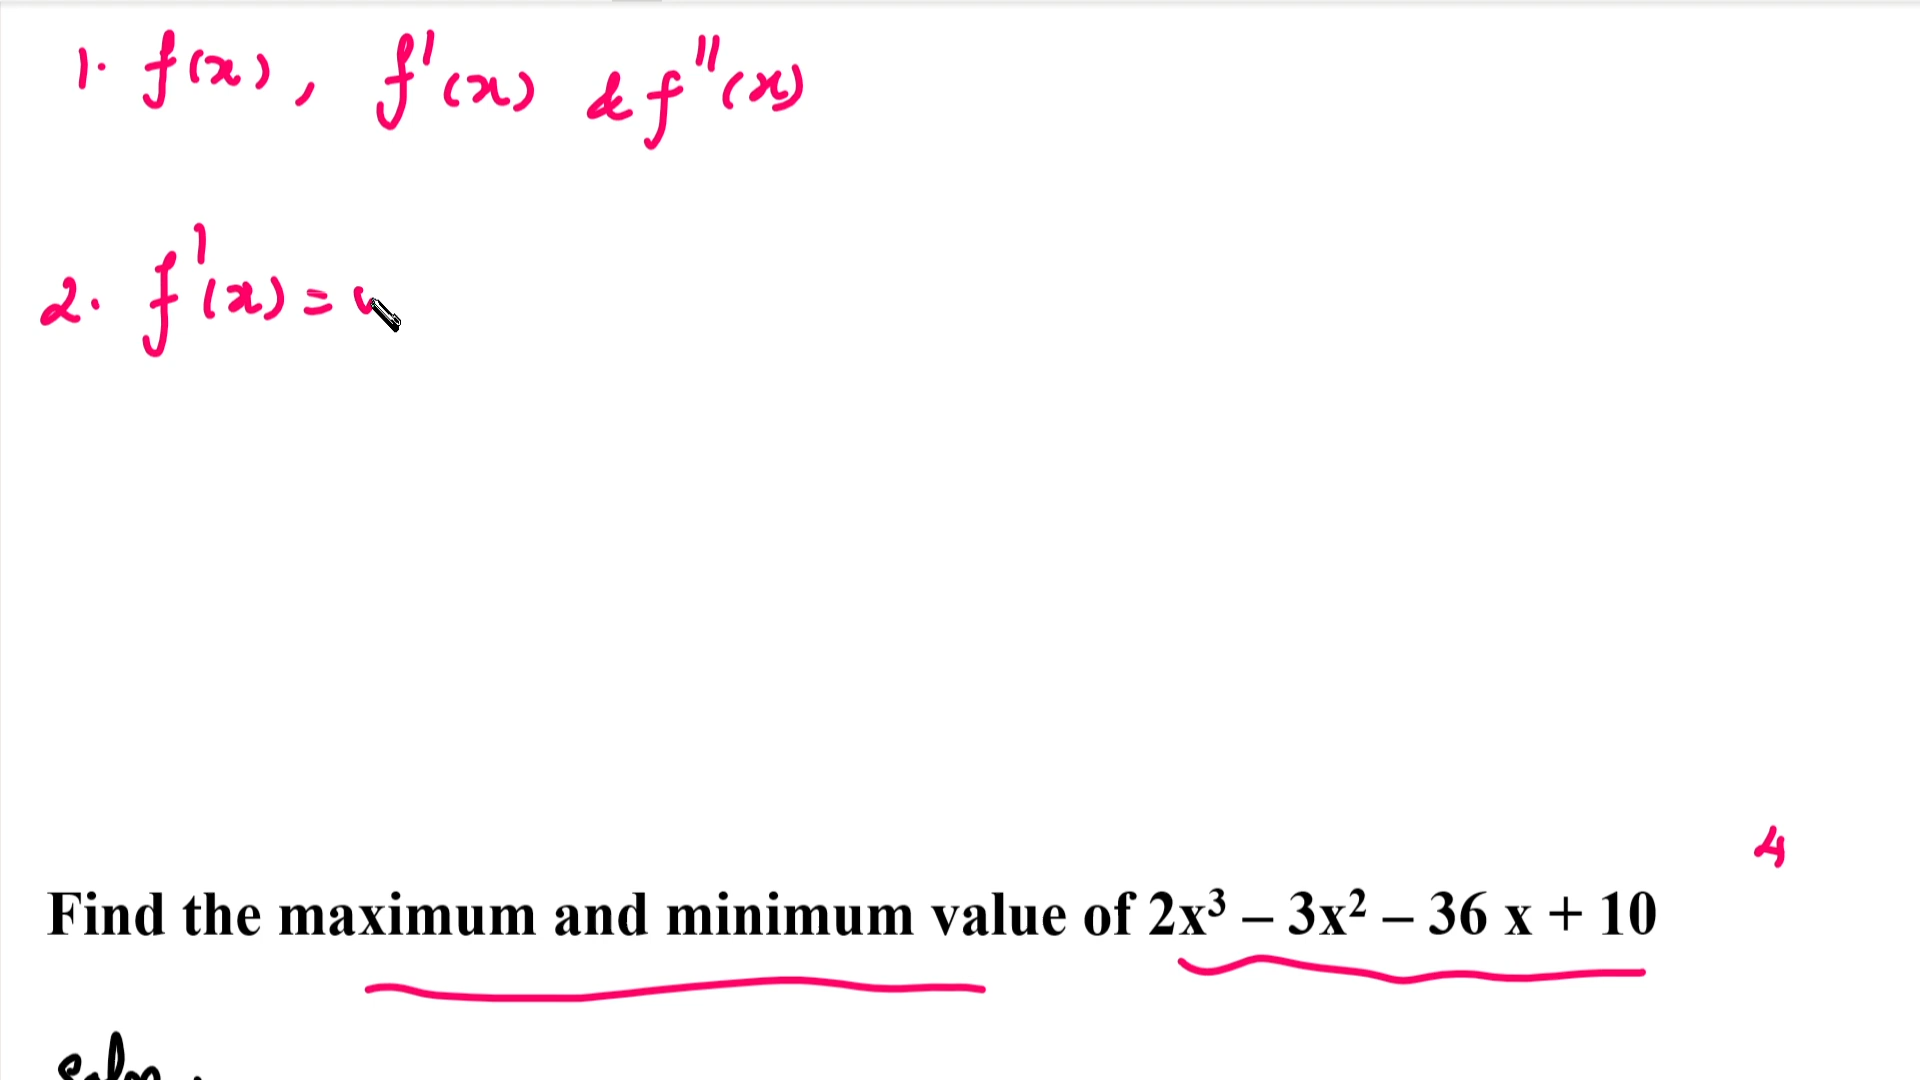 1. f(x), f'(x) & f''(x)
2. f'(x) =
4
Find the maximum and minimum value of 2x³ – 3x² – 36 x + 10